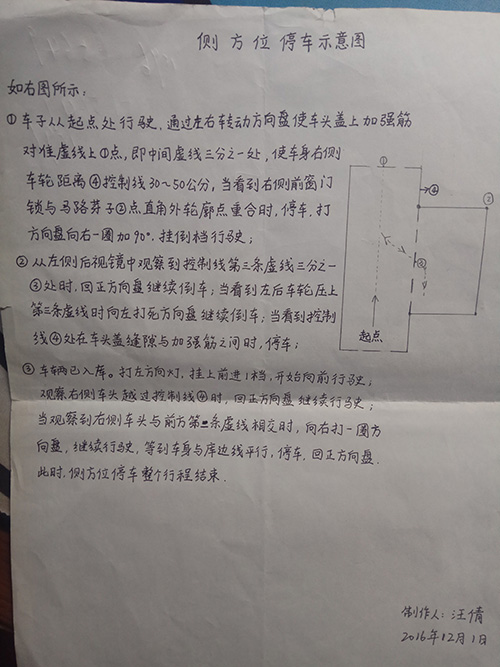 侧方位停车示意图
如右图所示:
①车子从起点处行驶,通过左右转动方向盘使车头盖上加强筋
对准虚线上①点,即中间虚线三分之一处,使车身右侧
车轮距离④控制线30~50公分,当看到右侧前窗门
锁与马路芽子②点直角外轮廓点重合时,停车,打
方向盘向右一圈加90°.挂倒档行驶;
②从左侧后视镜中观察到控制线第三条虚线三分之一
③处时,回正方向盘继续倒车;当看到左后车轮压上
第三条虚线时向左打死方向盘继续倒车;当看到控制
线④处在车头盖缝隙与加强筋之间时,停车;
③车辆已入库。打左方向灯,挂上前进1档,开始向前行驶;
观察右侧车头越过控制线④时,回正方向盘继续行驶;
当观察到右侧车头与前方第一条虚线相交时,向右打一圈方
向盘,继续行驶,等到车身与库边线平行,停车,回正方向盘.
此时,侧方位停车整个行程结束.
①
④
③
②
起点
制作人:汪倩
2016年12月1日